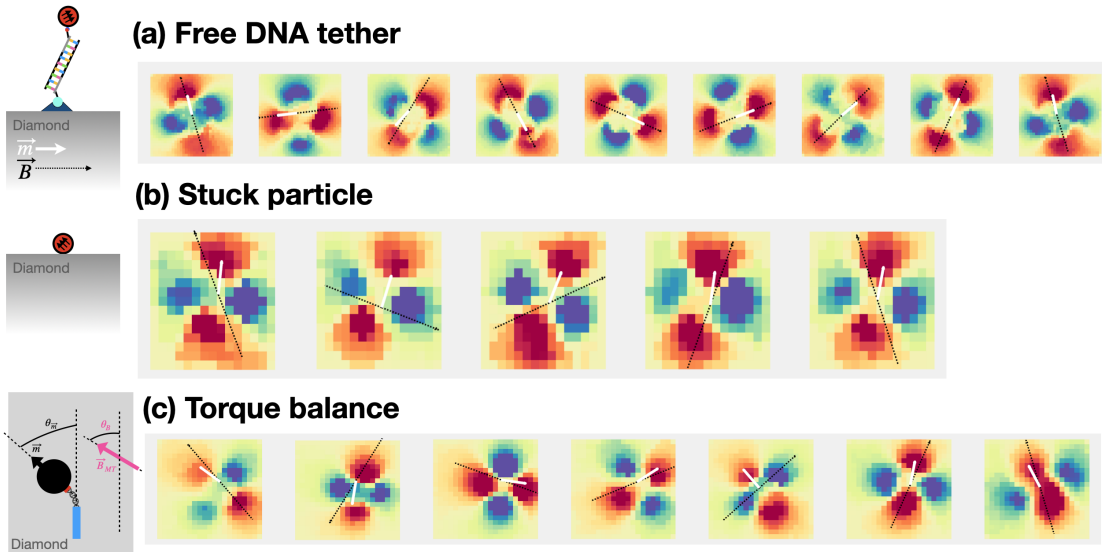 (a) Free DNA tether
Diamond
m
B
(b) Stuck particle
Diamond
(c) Torque balance
θm
θB
m
BMT
Diamond